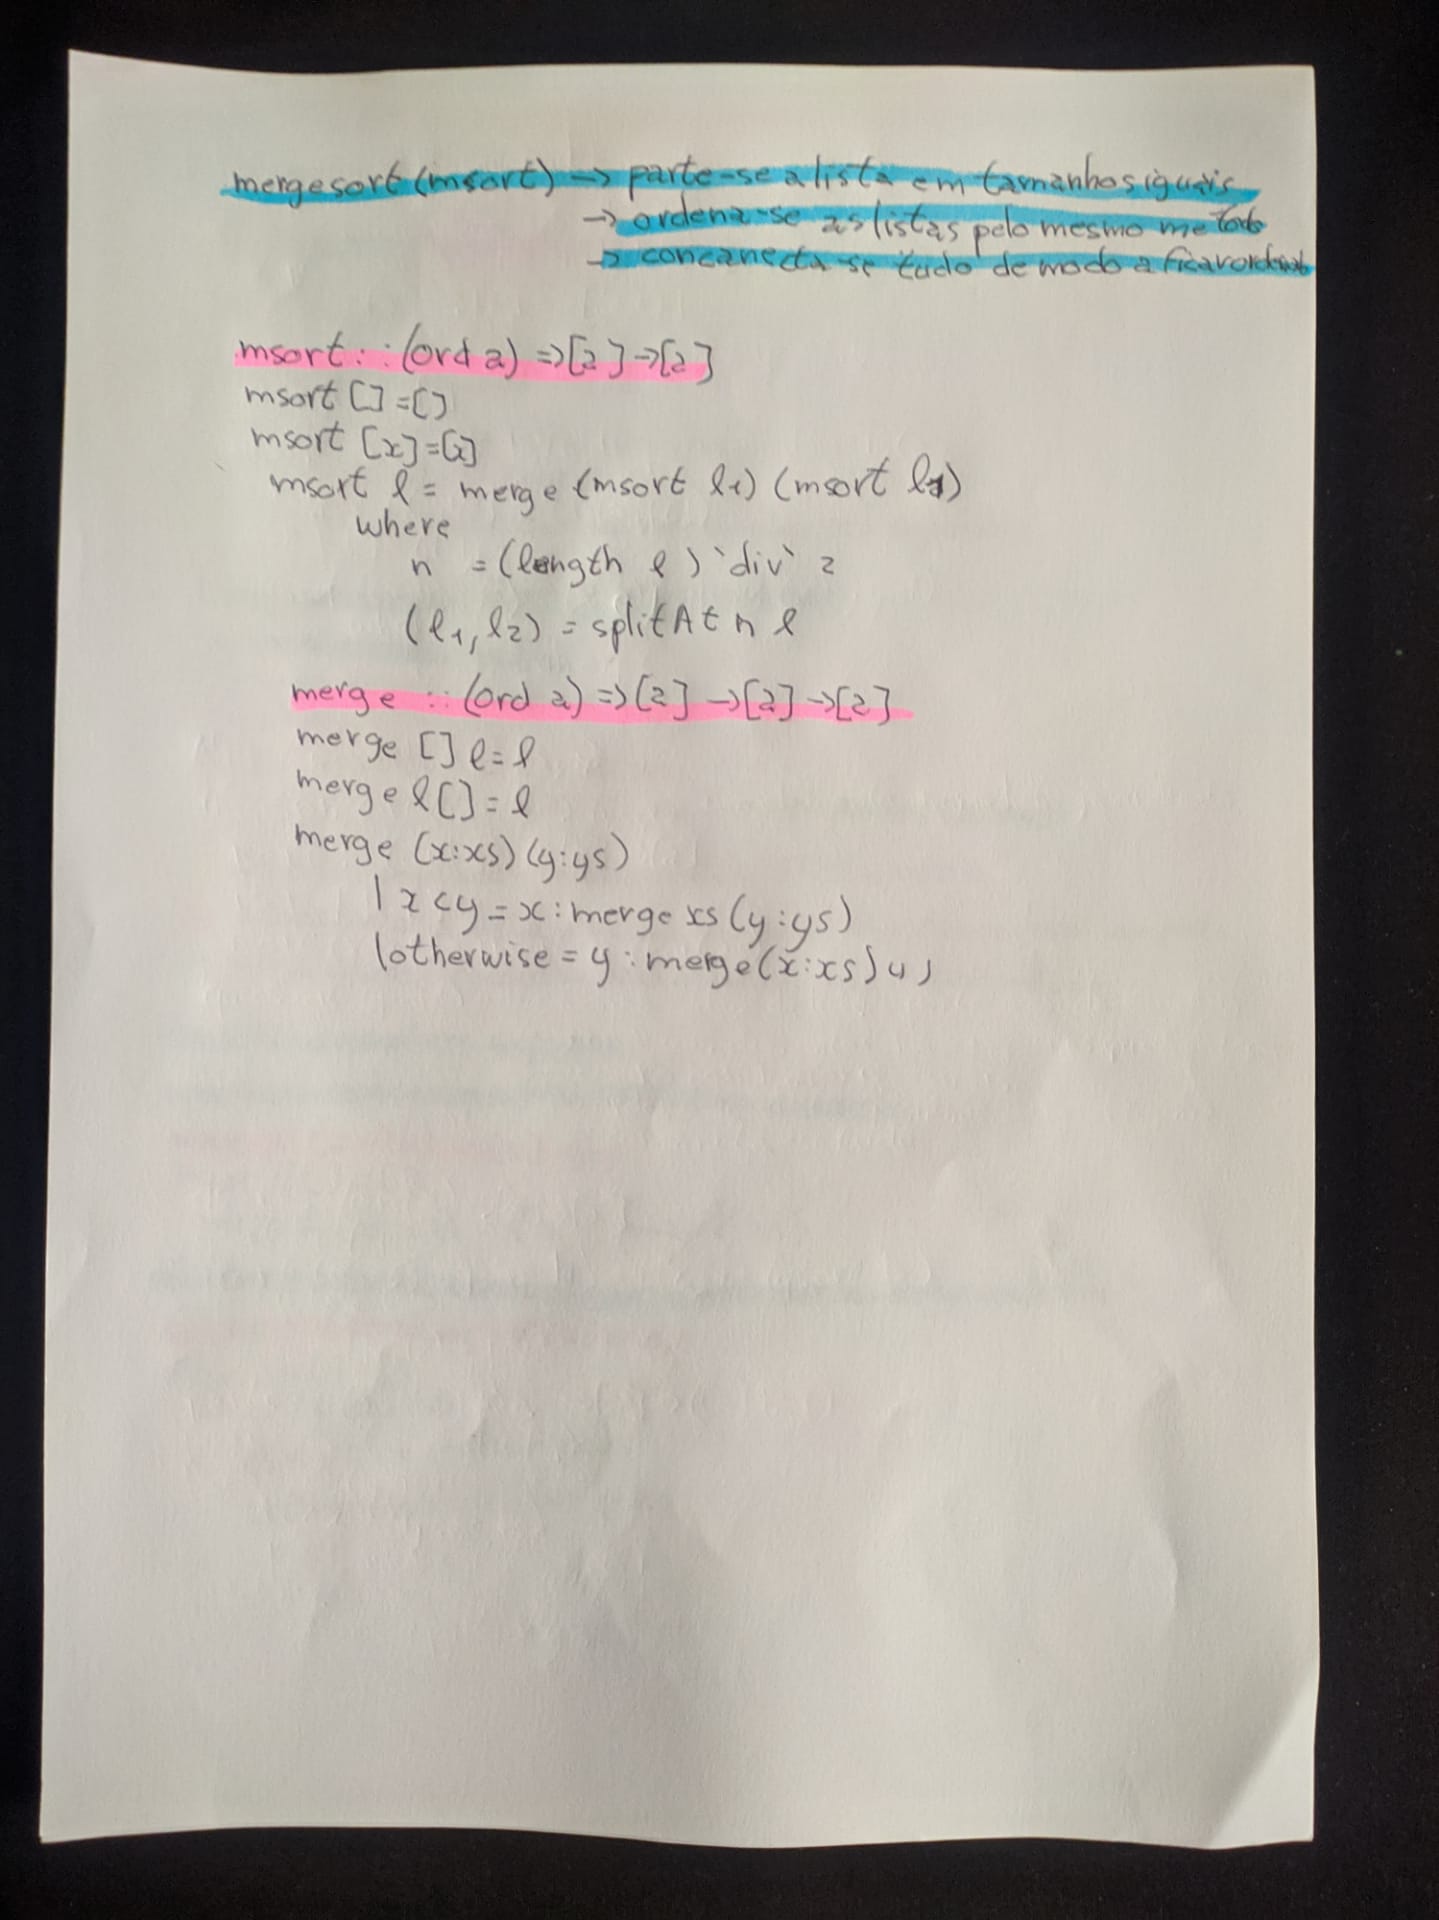 mergesort (msort) → parte-se a lista em tamanhos iguais
→ ordena-se as listas pelo mesmo metodo
→ concanecta-se tudo de modo a ficar ordenado
msort :: (ord a) => [a] -> [a]
msort [] = []
msort [x] = [x]
msort l = merge (msort l1) (msort l2)
where
n = (length l) `div` 2
(l1, l2) = splitAt n l
merge :: (ord a) => [a] -> [a] -> [a]
merge [] l = l
merge l [] = l
merge (x:xs) (y:ys)
| x < y = x : merge xs (y:ys)
| otherwise = y : merge (x:xs) ys